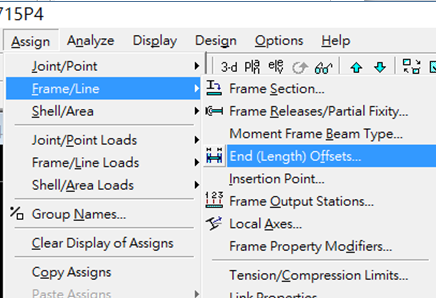 715P4
Assign Analyze Display Design Options Help
Joint/Point
Frame/Line
Shell/Area
Joint/Point Loads
Frame/Line Loads
Shell/Area Loads
Group Names...
Clear Display of Assigns
Copy Assigns
Paste Assigns
3-d
Frame Section...
Frame Releases/Partial Fixity...
Moment Frame Beam Type...
End (Length) Offsets...
Insertion Point...
Frame Output Stations...
Local Axes...
Frame Property Modifiers...
Tension/Compression Limits...
Link Properties